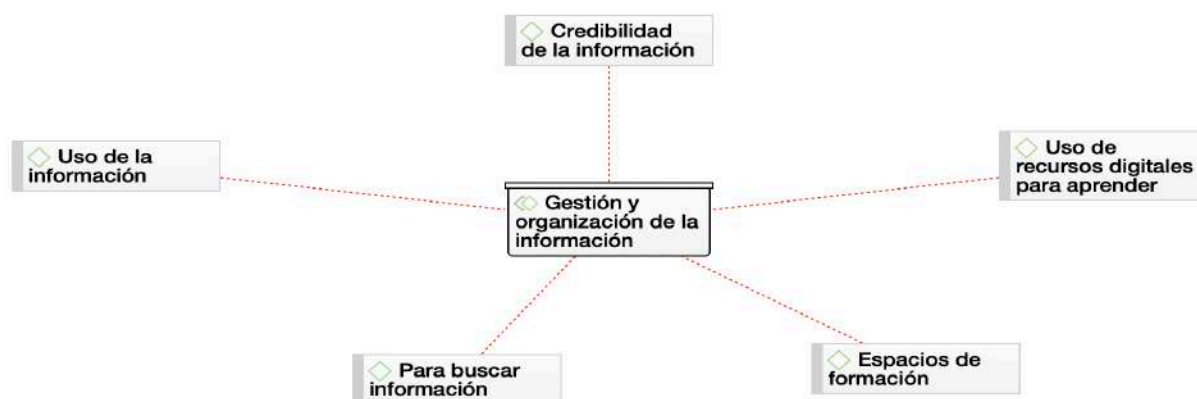 Credibilidad
de la información
Uso de la
información
Uso de
recursos digitales
para aprender
Gestión y
organización de la
información
Para buscar
información
Espacios de
formación